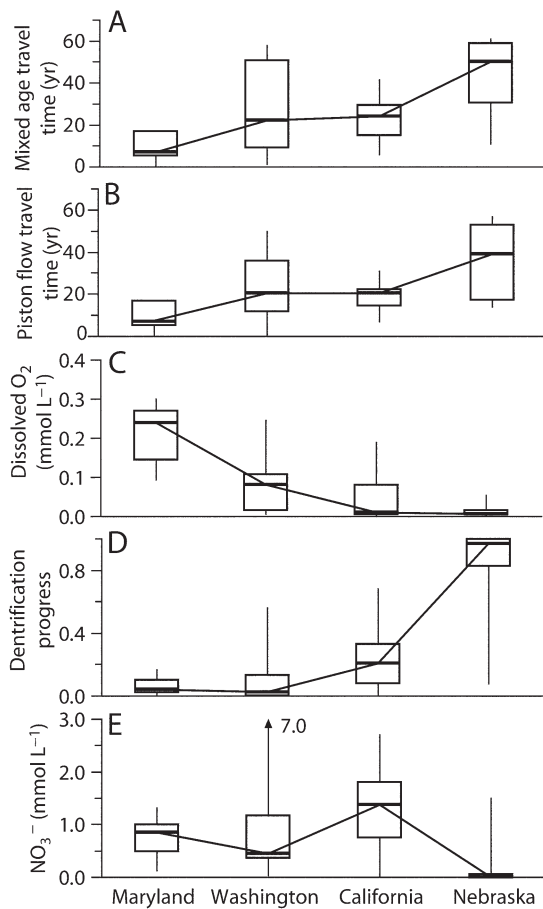 A
Mixed age travel
time (yr)
60
40
20
0
B
Piston flow travel
time (yr)
60
40
20
0
C
Dissolved O₂
(mmol L⁻¹)
0.4
0.3
0.2
0.1
0.0
D
Dentrification
progress
0.8
0.4
0.0
E
NO₃⁻ (mmol L⁻¹)
3.0
2.0
1.0
0.0
7.0
Maryland Washington California Nebraska